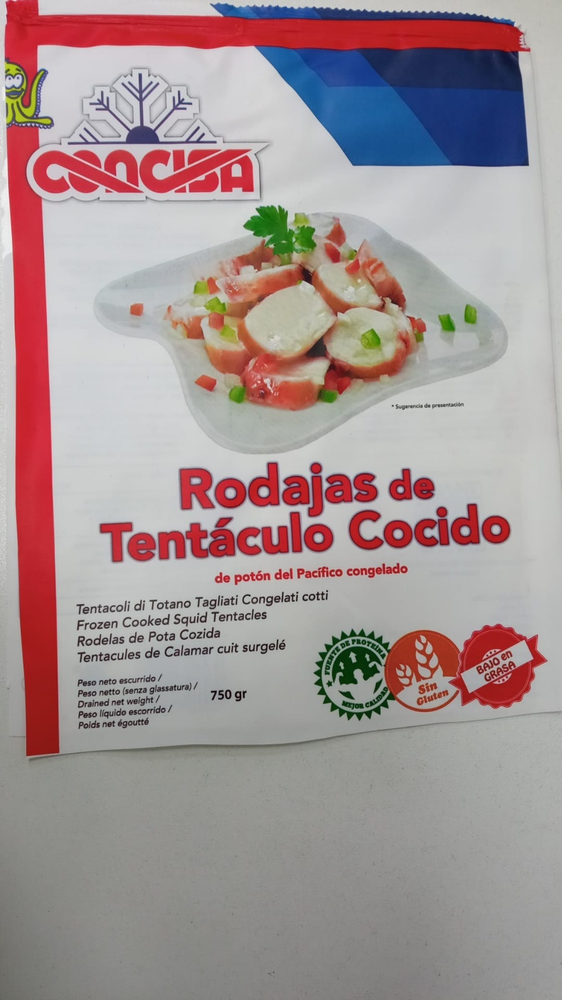 CONCISA
* Sugerencia de presentación
Rodajas de
Tentáculo Cocido
de potón del Pacífico congelado
Tentacoli di Totano Tagliati Congelati cotti
Frozen Cooked Squid Tentacles
Rodelas de Pota Cozida
Tentacules de Calamar cuit surgelé
Peso neto escurrido /
Peso netto (senza glassatura) /
Drained net weight /
Peso líquido escorrido /
Poids net égoutté
750 gr
FUENTE DE PROTEÍNA
MEJOR CALIDAD
Sin
Gluten
BAJO en
GRASA